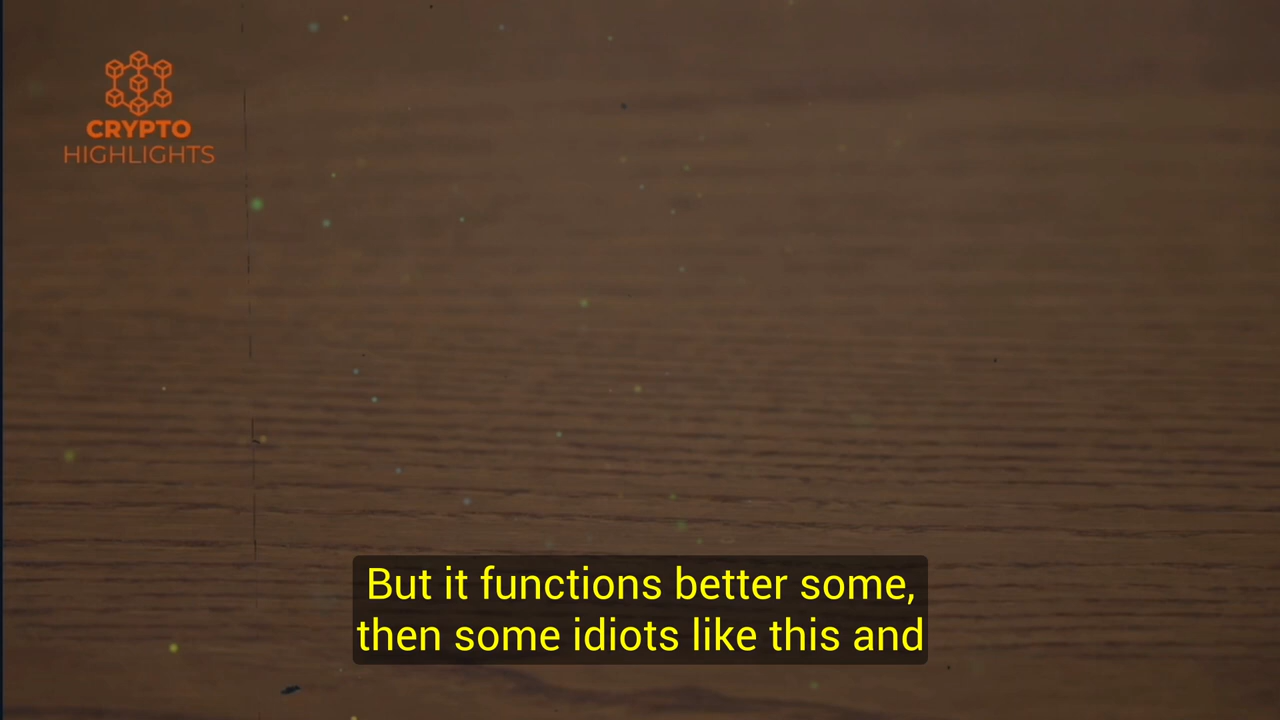 CRYPTO
HIGHLIGHTS
But it functions better some,
then some idiots like this and